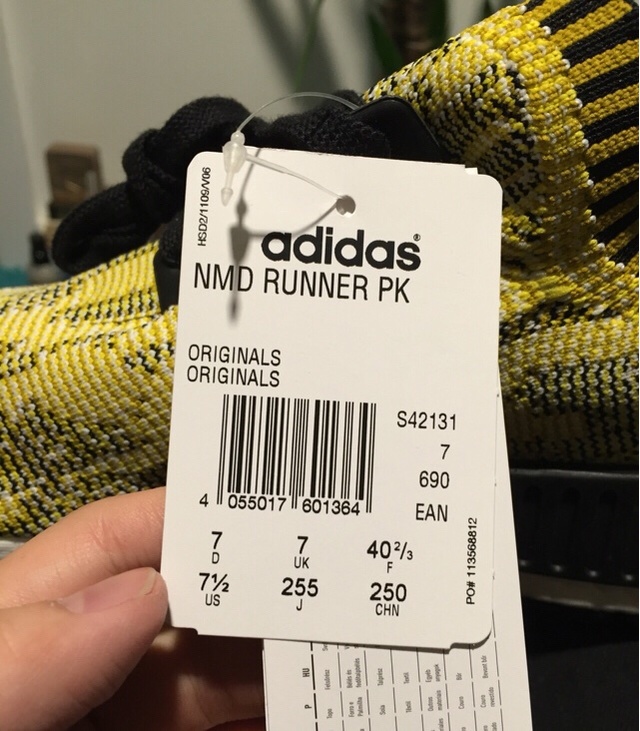 HSD2/1109/V06
adidas®
NMD RUNNER PK
ORIGINALS
ORIGINALS
S42131
7
690
EAN
4 055017 601364
7 7 40 2/3
D UK F
7½ 255 250
US J CHN
PO# 113568812
P HU